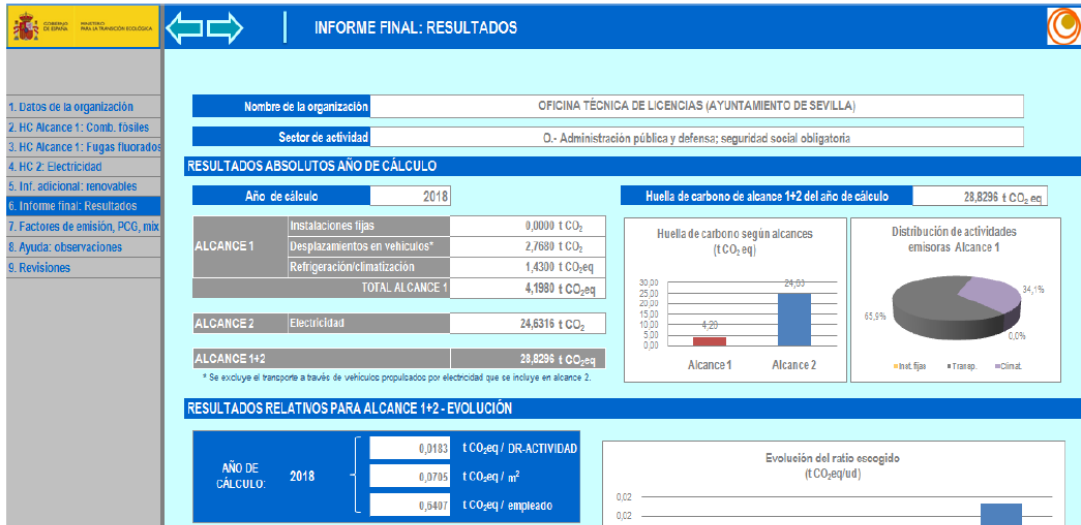 GOBIERNO DE ESPAÑA
MINISTERIO PARA LA TRANSICIÓN ECOLÓGICA
INFORME FINAL: RESULTADOS
1. Datos de la organización
2. HC Alcance 1: Comb. fósiles
3. HC Alcance 1: Fugas fluorados
4. HC 2: Electricidad
5. Inf. adicional: renovables
6. Informe final: Resultados
7. Factores de emisión, PCG, mix
8. Ayuda: observaciones
9. Revisiones
Nombre de la organización OFICINA TÉCNICA DE LICENCIAS (AYUNTAMIENTO DE SEVILLA)
Sector de actividad O.- Administración pública y defensa; seguridad social obligatoria
RESULTADOS ABSOLUTOS AÑO DE CÁLCULO
Año de cálculo 2018
Huella de carbono de alcance 1+2 del año de cálculo 28,8296 t CO₂ eq
ALCANCE 1
Instalaciones fijas 0,0000 t CO₂
Desplazamientos en vehículos* 2,7680 t CO₂
Refrigeración/climatización 1,4300 t CO₂eq
TOTAL ALCANCE 1 4,1980 t CO₂eq
ALCANCE 2 Electricidad 24,6316 t CO₂
ALCANCE 1+2 28,8296 t CO₂eq
* Se excluye el transporte a través de vehículos propulsados por electricidad que se incluye en alcance 2.
Huella de carbono según alcances
(t CO₂ eq)
30,00
25,00
20,00
15,00
10,00
5,00
0,00
4,20
24,63
Alcance 1 Alcance 2
Distribución de actividades
emisoras Alcance 1
34,1%
65,9%
0,0%
Inst. fijas Transp. Climat.
RESULTADOS RELATIVOS PARA ALCANCE 1+2 - EVOLUCIÓN
AÑO DE
CÁLCULO: 2018
0,0183 t CO₂eq / DR-ACTIVIDAD
0,0705 t CO₂eq / m²
0,6407 t CO₂eq / empleado
Evolución del ratio escogido
(t CO₂eq/ud)
0,02
0,02